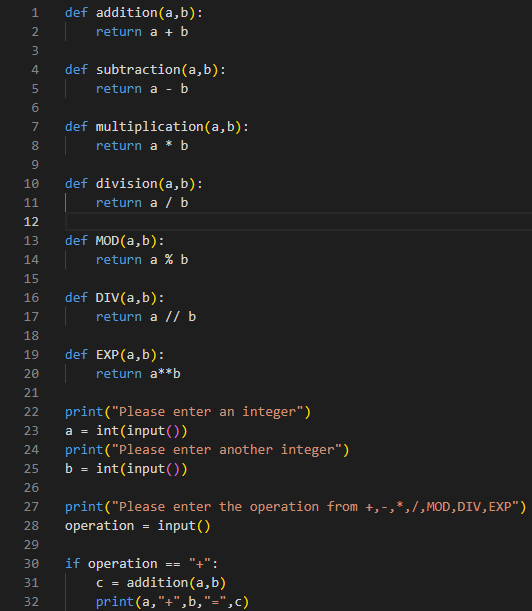 1 def addition(a,b):
2     return a + b
3
4 def subtraction(a,b):
5     return a - b
6
7 def multiplication(a,b):
8     return a * b
9
10 def division(a,b):
11     return a / b
12
13 def MOD(a,b):
14     return a % b
15
16 def DIV(a,b):
17     return a // b
18
19 def EXP(a,b):
20     return a**b
21
22 print("Please enter an integer")
23 a = int(input())
24 print("Please enter another integer")
25 b = int(input())
26
27 print("Please enter the operation from +,-,*,/,MOD,DIV,EXP")
28 operation = input()
29
30 if operation == "+":
31     c = addition(a,b)
32     print(a,"+",b,"=",c)